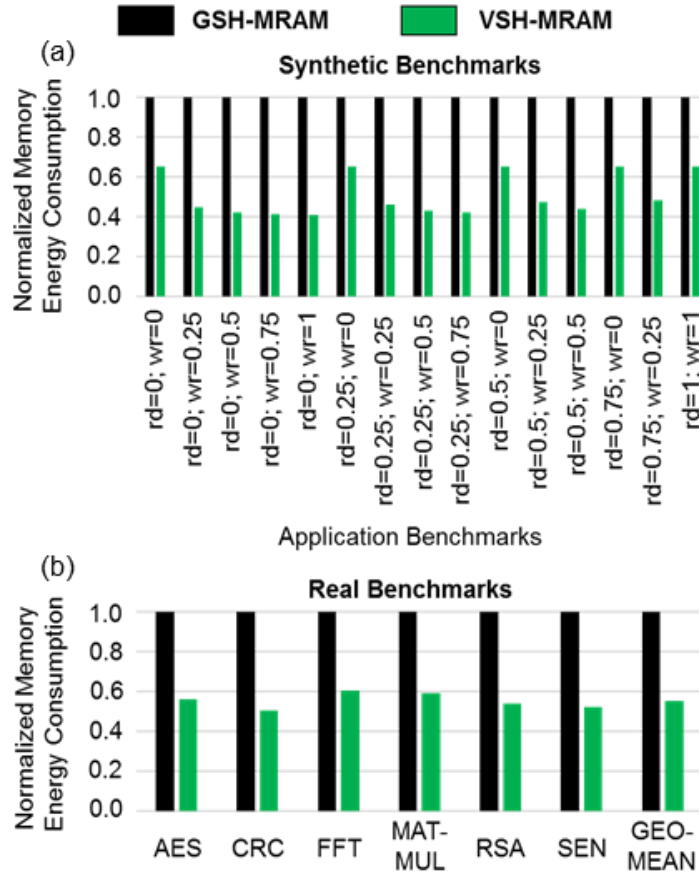 GSH-MRAM VSH-MRAM
(a)
Synthetic Benchmarks
Normalized Memory
Energy Consumption
1.0
0.8
0.6
0.4
0.2
0.0
rd=0; wr=0
rd=0; wr=0.25
rd=0; wr=0.5
rd=0; wr=0.75
rd=0; wr=1
rd=0.25; wr=0
rd=0.25; wr=0.25
rd=0.25; wr=0.5
rd=0.25; wr=0.75
rd=0.5; wr=0
rd=0.5; wr=0.25
rd=0.5; wr=0.5
rd=0.75; wr=0
rd=0.75; wr=0.25
rd=1; wr=1
Application Benchmarks
(b)
Real Benchmarks
Normalized Memory
Energy Consumption
1.0
0.8
0.6
0.4
0.2
0.0
AES CRC FFT MAT- RSA SEN GEO-
MUL MEAN